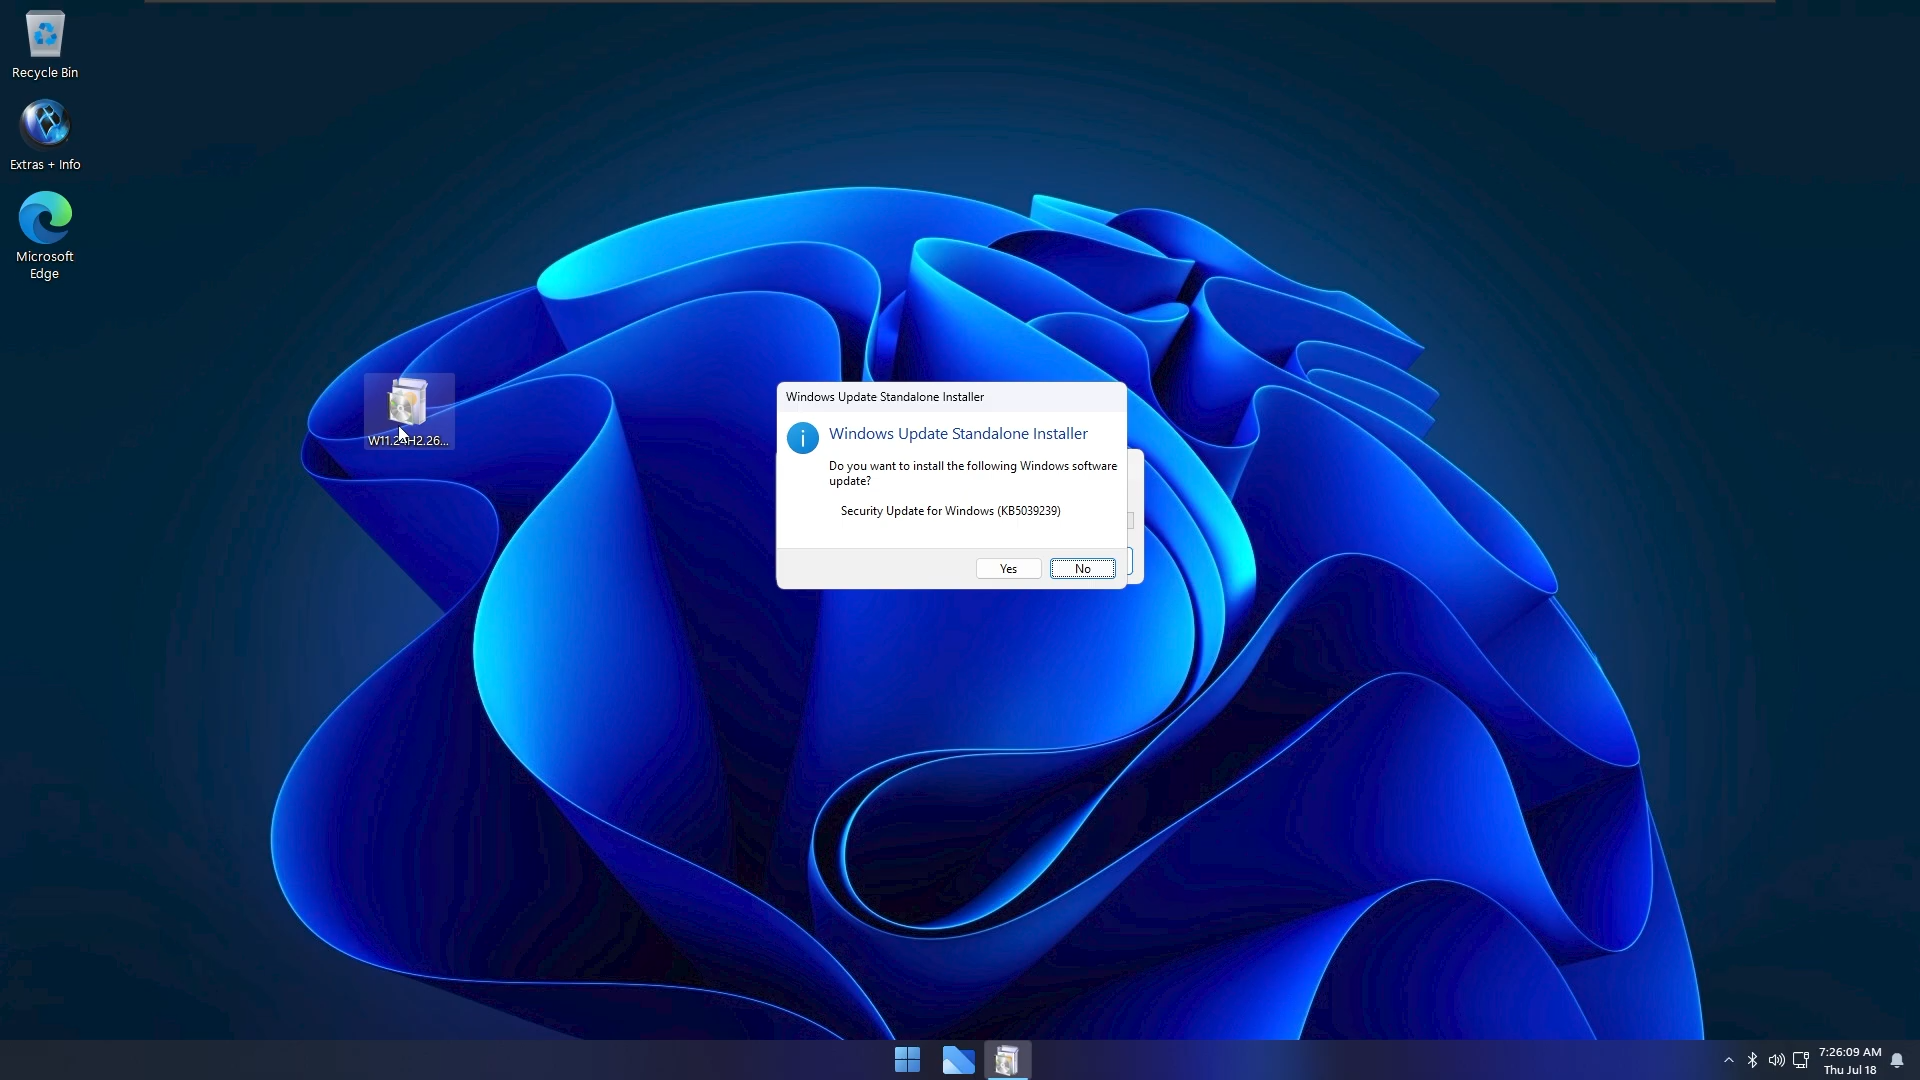 Recycle Bin
Extras + Info
Microsoft
Edge
W11.24H2.26...
Windows Update Standalone Installer
Windows Update Standalone Installer
Do you want to install the following Windows software
update?
Security Update for Windows (KB5039239)
Yes
No
7:26:09 AM
Thu Jul 18